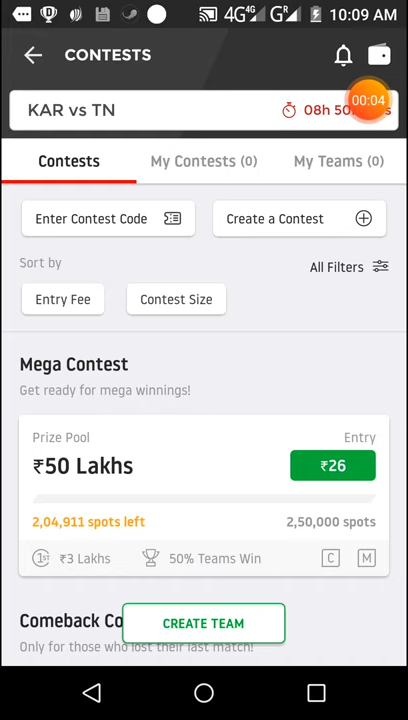 4G 4G G R 10:09 AM
CONTESTS
00:04
KAR vs TN 08h 50 s
Contests My Contests (0) My Teams (0)
Enter Contest Code Create a Contest
Sort by
All Filters
Entry Fee Contest Size
Mega Contest
Get ready for mega winnings!
Prize Pool Entry
₹50 Lakhs ₹26
2,04,911 spots left 2,50,000 spots
1ST ₹3 Lakhs 50% Teams Win C M
Comeback Co
CREATE TEAM
Only for those who lost their last match!